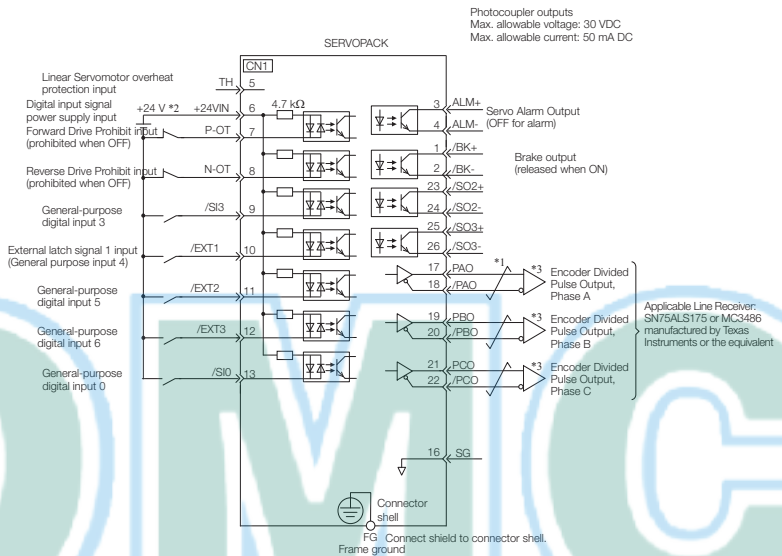 Photocoupler outputs
Max. allowable voltage: 30 VDC
Max. allowable current: 50 mA DC
SERVOPACK
CN1
Linear Servomotor overheat
protection input
TH 5
Digital input signal
power supply input
+24 V *2 +24VIN 6 4.7 kΩ
Forward Drive Prohibit input
(prohibited when OFF)
P-OT 7
Reverse Drive Prohibit input
(prohibited when OFF)
N-OT 8
General-purpose
digital input 3
/SI3 9
External latch signal 1 input
(General purpose input 4)
/EXT1 10
General-purpose
digital input 5
/EXT2 11
General-purpose
digital input 6
/EXT3 12
General-purpose
digital input 0
/SI0 13
3 ALM+
4 ALM-
Servo Alarm Output
(OFF for alarm)
1 /BK+
2 /BK-
Brake output
(released when ON)
23 /SO2+
24 /SO2-
25 /SO3+
26 /SO3-
*1
17 PAO
18 /PAO
*3 Encoder Divided
Pulse Output,
Phase A
19 PBO
20 /PBO
*3 Encoder Divided
Pulse Output,
Phase B
21 PCO
22 /PCO
*3 Encoder Divided
Pulse Output,
Phase C
Applicable Line Receiver:
SN75ALS175 or MC3486
manufactured by Texas
Instruments or the equivalent
16 SG
Connector
shell
FG Connect shield to connector shell.
Frame ground
OMC